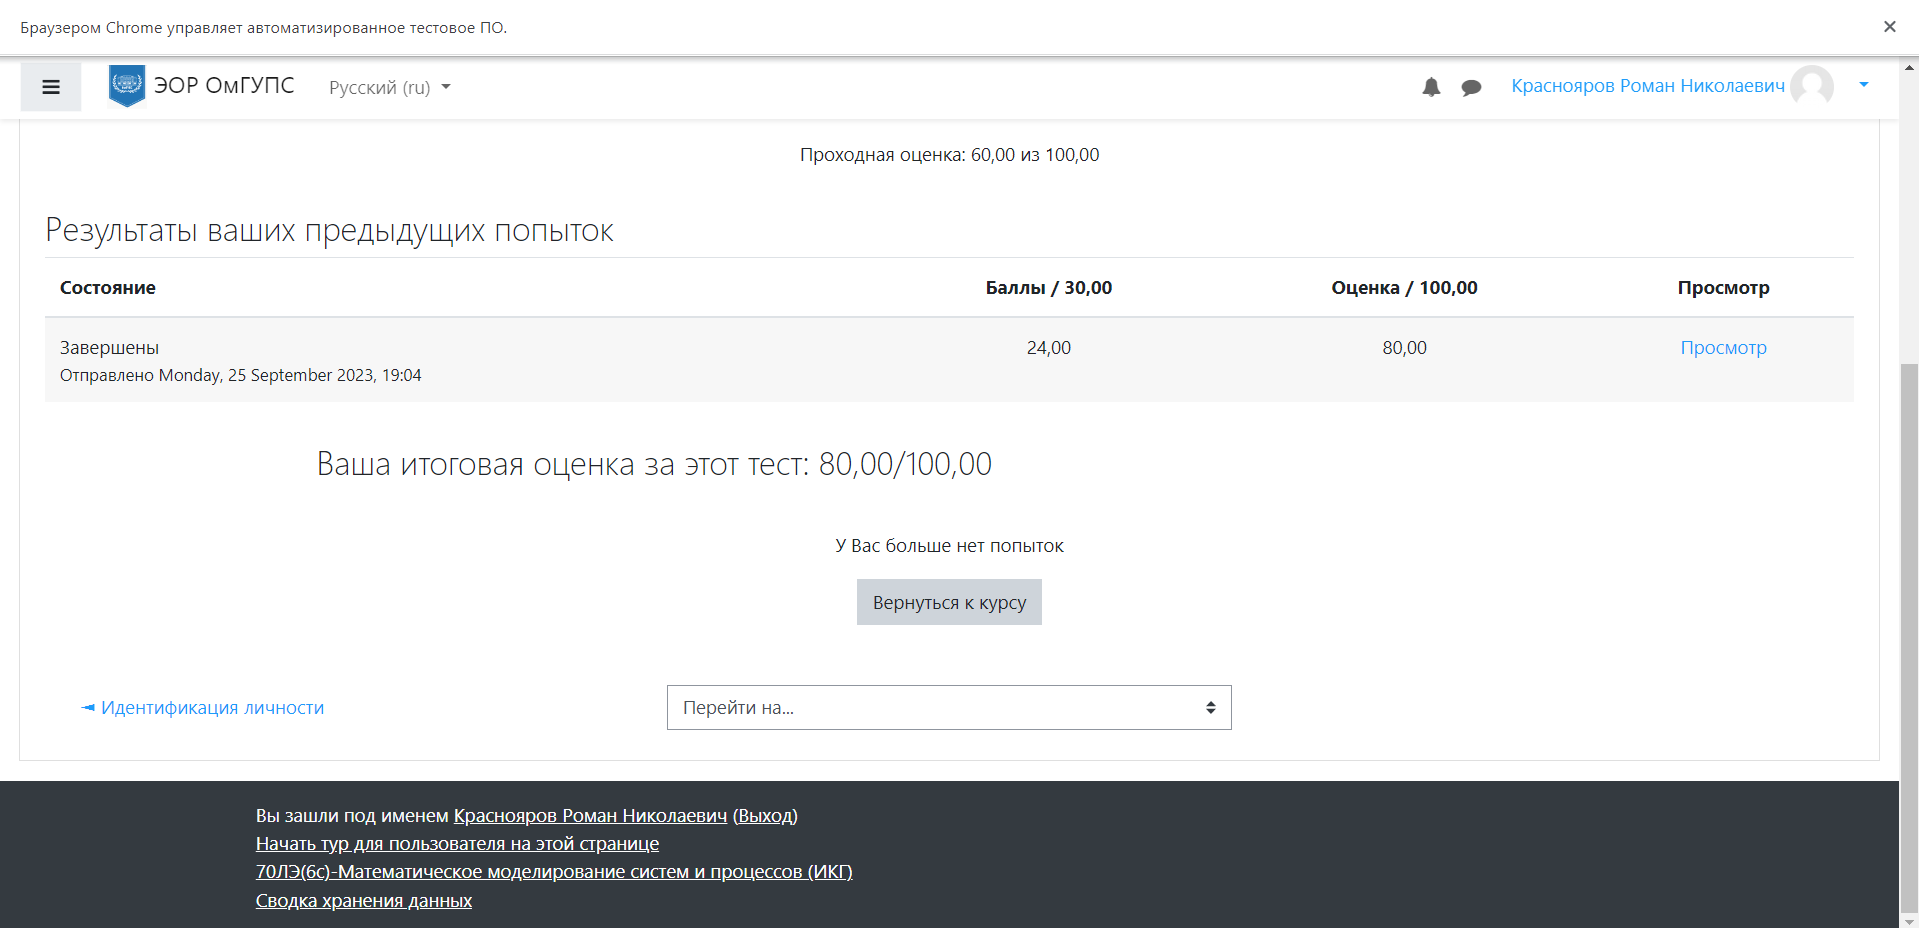 Браузером Chrome управляет автоматизированное тестовое ПО.
ЭОР ОмГУПС
Русский (ru)
Краснояров Роман Николаевич
Проходная оценка: 60,00 из 100,00
Результаты ваших предыдущих попыток
Состояние Баллы / 30,00 Оценка / 100,00 Просмотр
Завершены 24,00 80,00 Просмотр
Отправлено Monday, 25 September 2023, 19:04
Ваша итоговая оценка за этот тест: 80,00/100,00
У Вас больше нет попыток
Вернуться к курсу
◄ Идентификация личности
Перейти на...
Вы зашли под именем Краснояров Роман Николаевич (Выход)
Начать тур для пользователя на этой странице
70ЛЭ(6с)-Математическое моделирование систем и процессов (ИКГ)
Сводка хранения данных